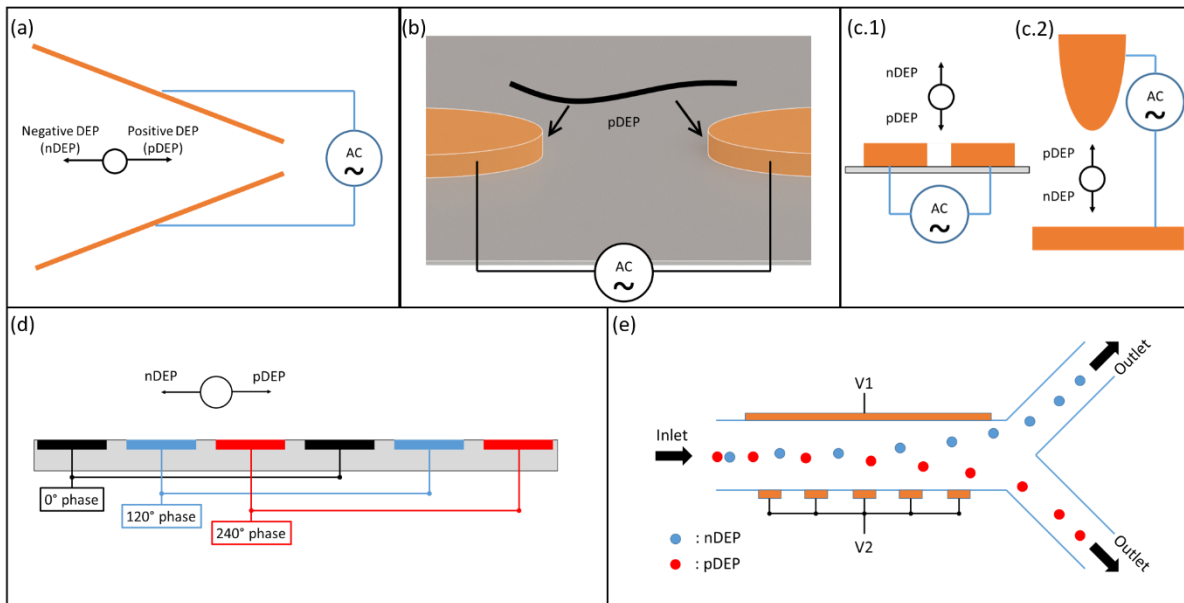 (a)
Negative DEP
(nDEP)
Positive DEP
(pDEP)
AC
~
(b)
pDEP
AC
~
(c.1)
nDEP
pDEP
AC
~
(c.2)
AC
~
pDEP
nDEP
(d)
nDEP
pDEP
0° phase
120° phase
240° phase
(e)
V1
Inlet
Outlet
V2
Outlet
: nDEP
: pDEP